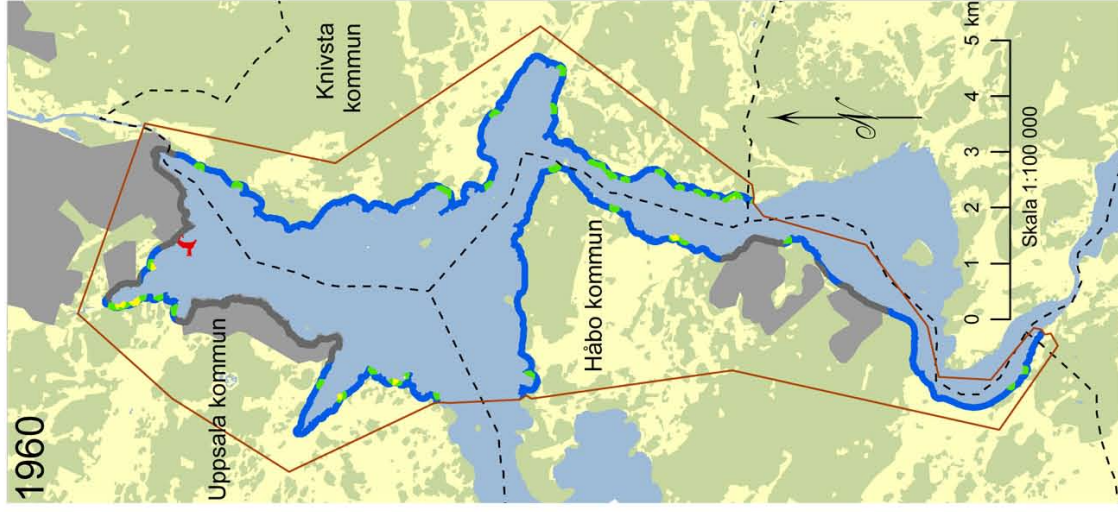 1960
Knivsta
kommun
Uppsala kommun
Håbo kommun
N
0 1 2 3 4 5 km
Skala 1:100 000